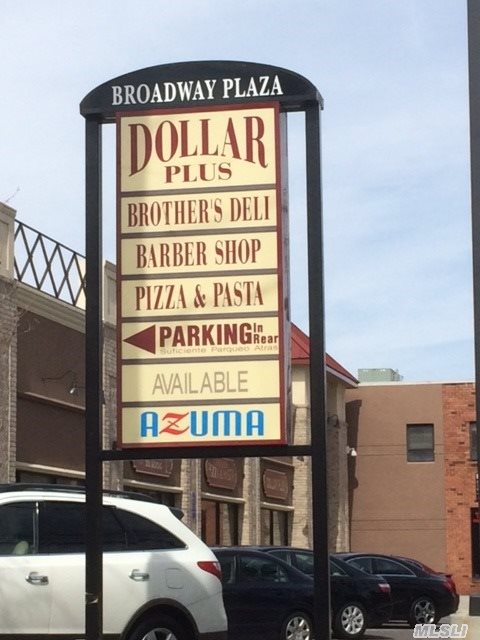 BROADWAY PLAZA
DOLLAR
PLUS
BROTHER'S DELI
BARBER SHOP
PIZZA & PASTA
PARKING In Rear
Suficiente Parqueo Atras
AVAILABLE
AZUMA
MLSLI